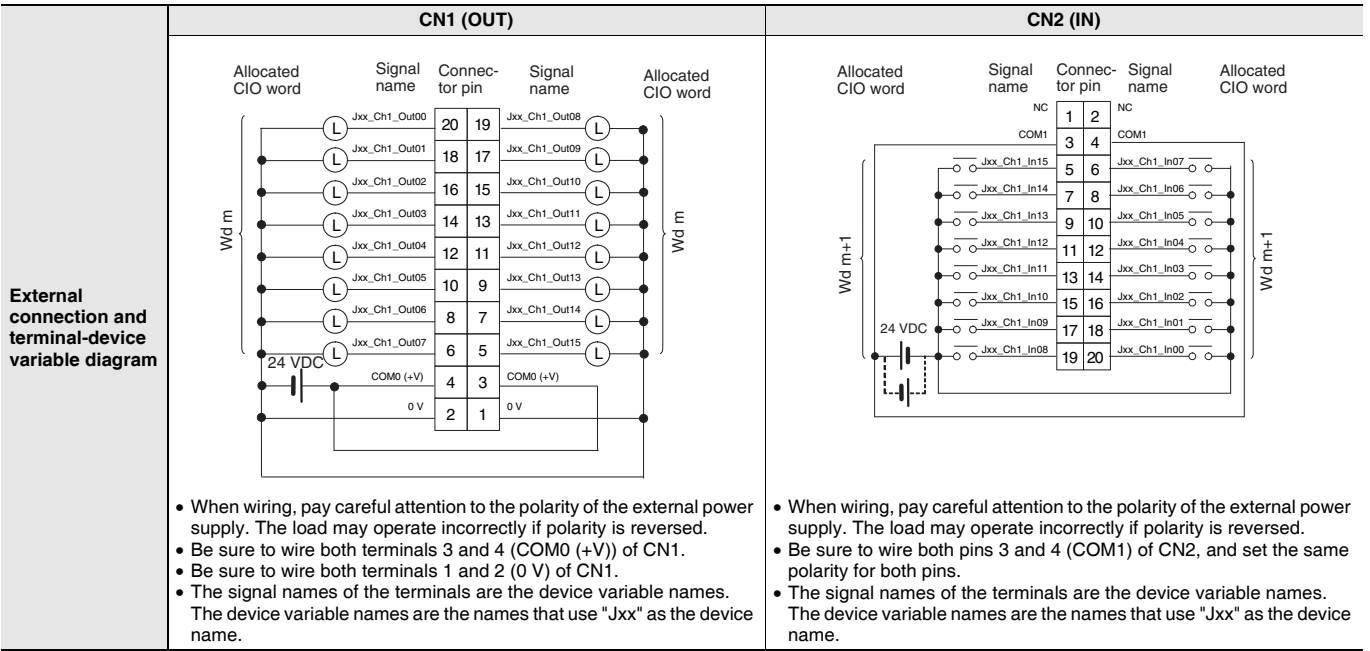 CN1 (OUT)
CN2 (IN)
External
connection and
terminal-device
variable diagram
Allocated
CIO word
Signal
name
Connec-
tor pin
Signal
name
Allocated
CIO word
Jxx_Ch1_Out00 20 19 Jxx_Ch1_Out08
L L
Jxx_Ch1_Out01 18 17 Jxx_Ch1_Out09
L L
Jxx_Ch1_Out02 16 15 Jxx_Ch1_Out10
L L
Jxx_Ch1_Out03 14 13 Jxx_Ch1_Out11
L L
Wd m
Wd m
Jxx_Ch1_Out04 12 11 Jxx_Ch1_Out12
L L
Jxx_Ch1_Out05 10 9 Jxx_Ch1_Out13
L L
Jxx_Ch1_Out06 8 7 Jxx_Ch1_Out14
L L
Jxx_Ch1_Out07 6 5 Jxx_Ch1_Out15
L L
24 VDC
COM0 (+V) 4 3 COM0 (+V)
0 V 2 1 0 V
• When wiring, pay careful attention to the polarity of the external power
supply. The load may operate incorrectly if polarity is reversed.
• Be sure to wire both terminals 3 and 4 (COM0 (+V)) of CN1.
• Be sure to wire both terminals 1 and 2 (0 V) of CN1.
• The signal names of the terminals are the device variable names.
The device variable names are the names that use "Jxx" as the device
name.
Allocated
CIO word
Signal
name
Connec-
tor pin
Signal
name
Allocated
CIO word
NC 1 2 NC
COM1 3 4 COM1
Jxx_Ch1_In15 5 6 Jxx_Ch1_In07
Jxx_Ch1_In14 7 8 Jxx_Ch1_In06
Jxx_Ch1_In13 9 10 Jxx_Ch1_In05
Jxx_Ch1_In12 11 12 Jxx_Ch1_In04
Wd m+1
Wd m+1
Jxx_Ch1_In11 13 14 Jxx_Ch1_In03
Jxx_Ch1_In10 15 16 Jxx_Ch1_In02
24 VDC
Jxx_Ch1_In09 17 18 Jxx_Ch1_In01
Jxx_Ch1_In08 19 20 Jxx_Ch1_In00
• When wiring, pay careful attention to the polarity of the external power
supply. The load may operate incorrectly if polarity is reversed.
• Be sure to wire both pins 3 and 4 (COM1) of CN2, and set the same
polarity for both pins.
• The signal names of the terminals are the device variable names.
The device variable names are the names that use "Jxx" as the device
name.